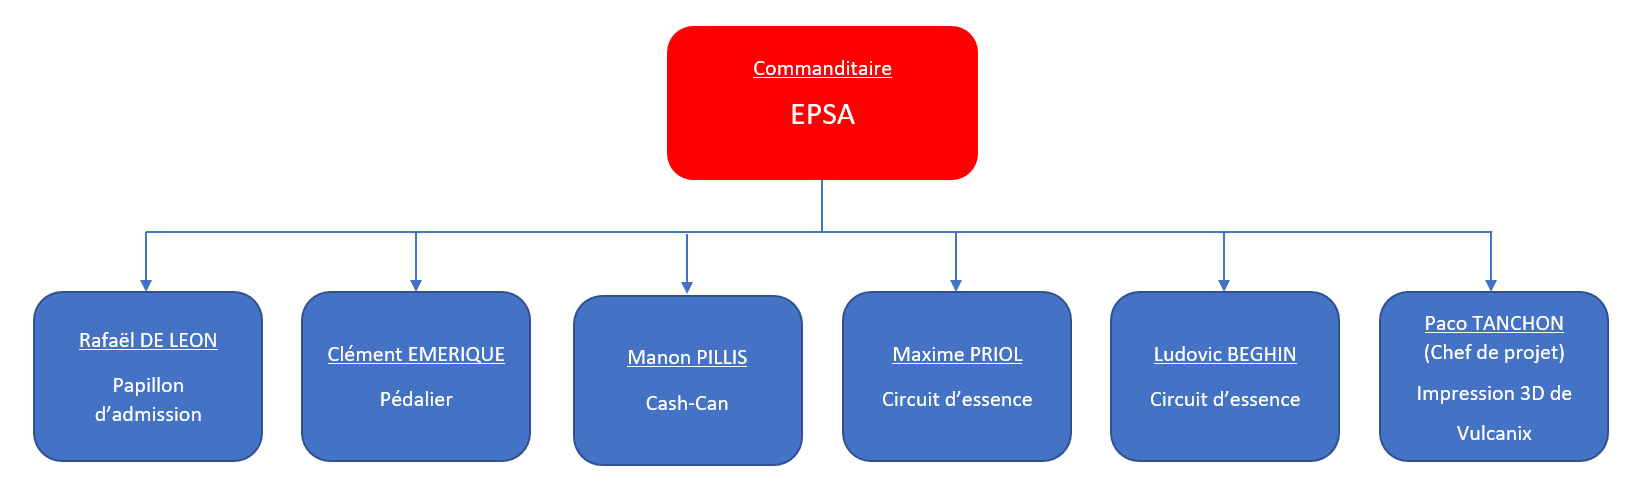 Commanditaire
EPSA
Rafaël DE LEON
Papillon
d’admission
Clément EMERIQUE
Pédalier
Manon PILLIS
Cash-Can
Maxime PRIOL
Circuit d’essence
Ludovic BEGHIN
Circuit d’essence
Paco TANCHON
(Chef de projet)
Impression 3D de
Vulcanix